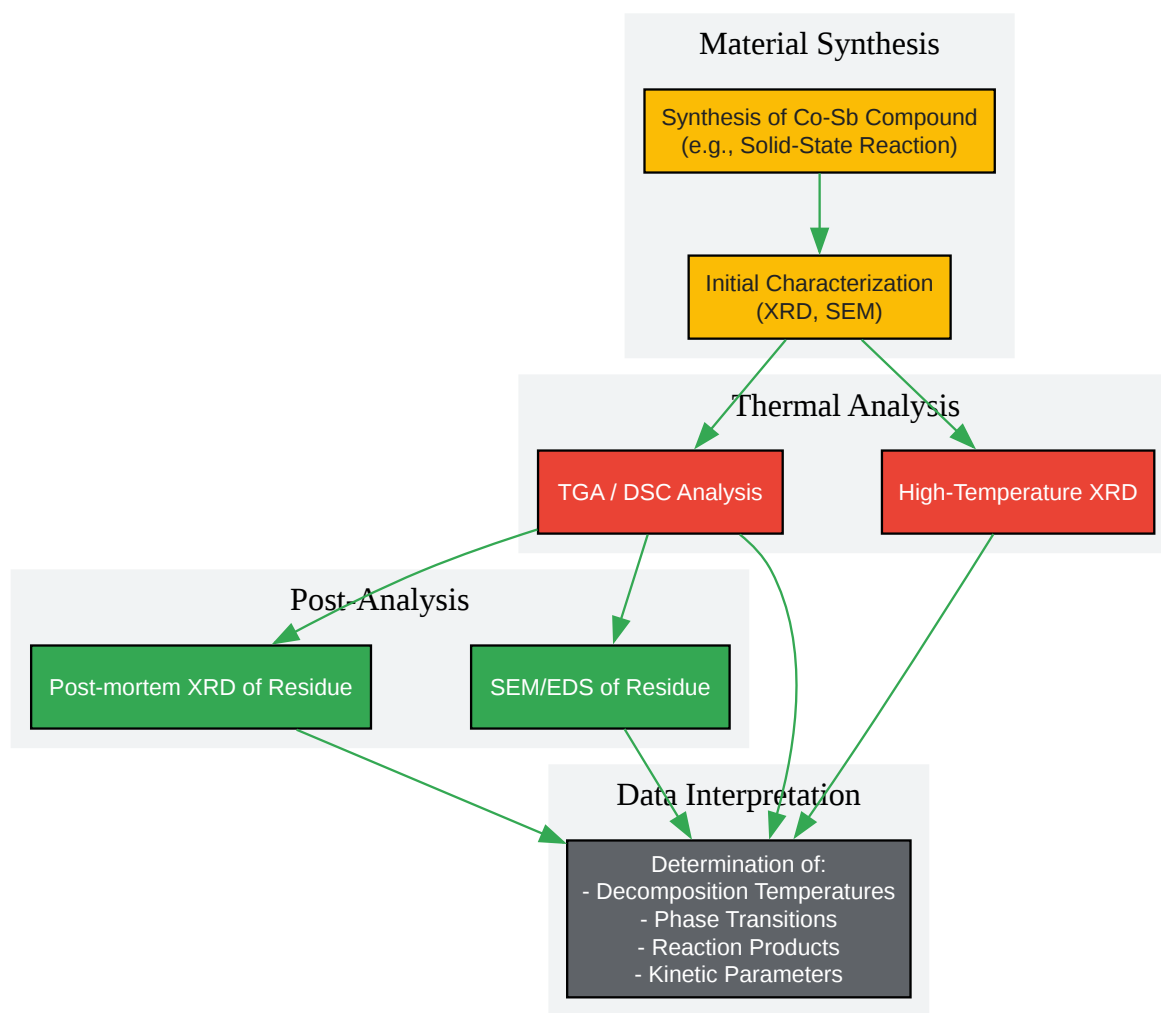 Material Synthesis
Synthesis of Co-Sb Compound
(e.g., Solid-State Reaction)
Initial Characterization
(XRD, SEM)
Thermal Analysis
TGA / DSC Analysis
High-Temperature XRD
Post-Analysis
Post-mortem XRD of Residue
SEM/EDS of Residue
Data Interpretation
Determination of:
- Decomposition Temperatures
- Phase Transitions
- Reaction Products
- Kinetic Parameters